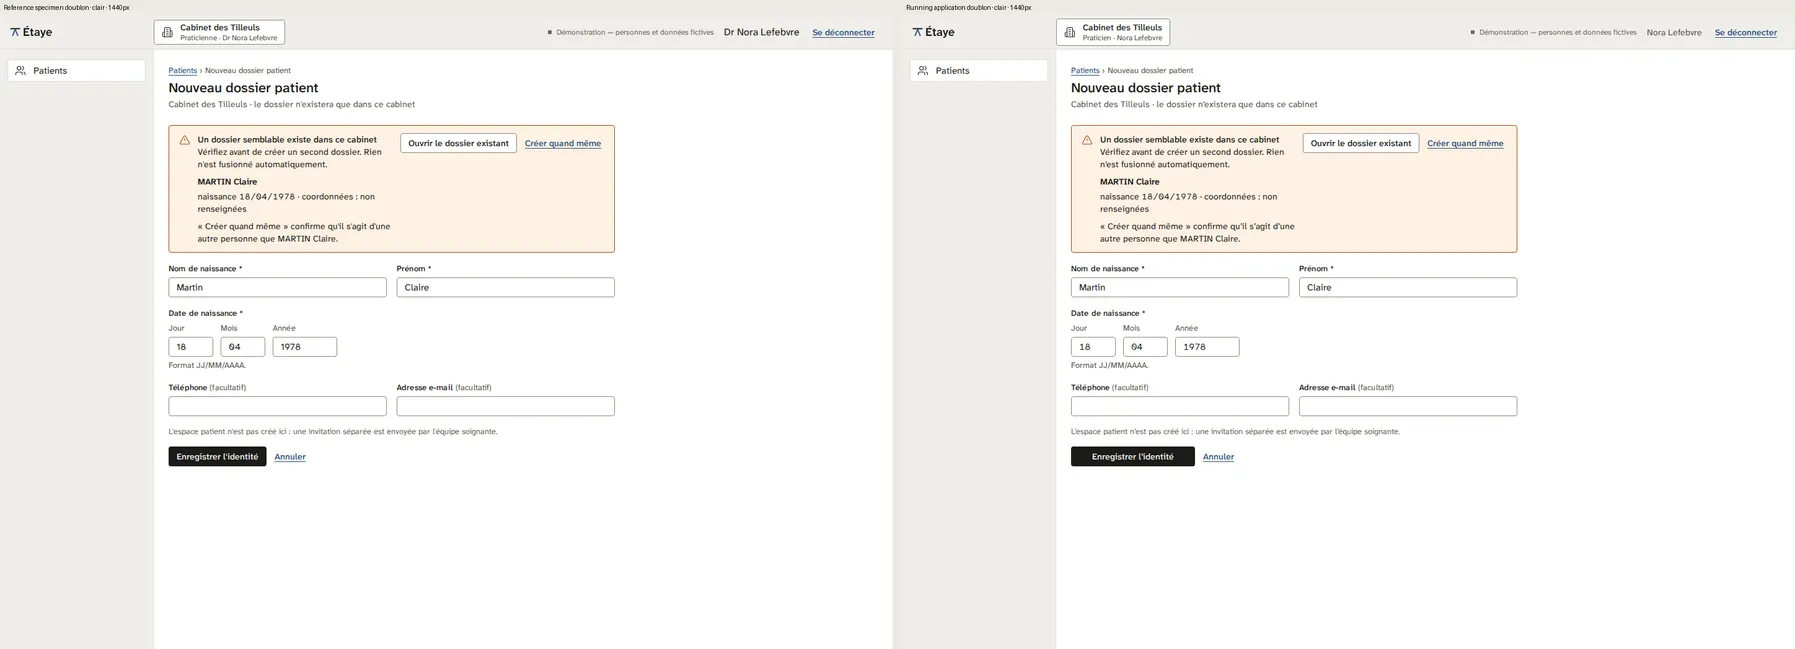 Reference specimen doublon · clair · 1440px
Étaye
Cabinet des Tilleuls
Praticienne · Dr Nora Lefebvre
Démonstration — personnes et données fictives
Dr Nora Lefebvre
Se déconnecter
Patients
Patients › Nouveau dossier patient
Nouveau dossier patient
Cabinet des Tilleuls · le dossier n'existera que dans ce cabinet
Un dossier semblable existe dans ce cabinet
Vérifiez avant de créer un second dossier. Rien
n'est fusionné automatiquement.
MARTIN Claire
naissance 18/04/1978 · coordonnées : non
renseignées
« Créer quand même » confirme qu'il s'agit d'une
autre personne que MARTIN Claire.
Ouvrir le dossier existant
Créer quand même
Nom de naissance *
Prénom *
Martin
Claire
Date de naissance *
Jour
Mois
Année
18
04
1978
Format JJ/MM/AAAA.
Téléphone (facultatif)
Adresse e-mail (facultatif)
L'espace patient n'est pas créé ici : une invitation séparée est envoyée par l'équipe soignante.
Enregistrer l'identité
Annuler
Running application doublon · clair · 1440px
Étaye
Cabinet des Tilleuls
Praticien · Nora Lefebvre
Démonstration — personnes et données fictives
Nora Lefebvre
Se déconnecter
Patients
Patients › Nouveau dossier patient
Nouveau dossier patient
Cabinet des Tilleuls · le dossier n'existera que dans ce cabinet
Un dossier semblable existe dans ce cabinet
Vérifiez avant de créer un second dossier. Rien
n'est fusionné automatiquement.
MARTIN Claire
naissance 18/04/1978 · coordonnées : non
renseignées
« Créer quand même » confirme qu'il s'agit d'une
autre personne que MARTIN Claire.
Ouvrir le dossier existant
Créer quand même
Nom de naissance *
Prénom *
Martin
Claire
Date de naissance *
Jour
Mois
Année
18
04
1978
Format JJ/MM/AAAA.
Téléphone (facultatif)
Adresse e-mail (facultatif)
L'espace patient n'est pas créé ici : une invitation séparée est envoyée par l'équipe soignante.
Enregistrer l'identité
Annuler